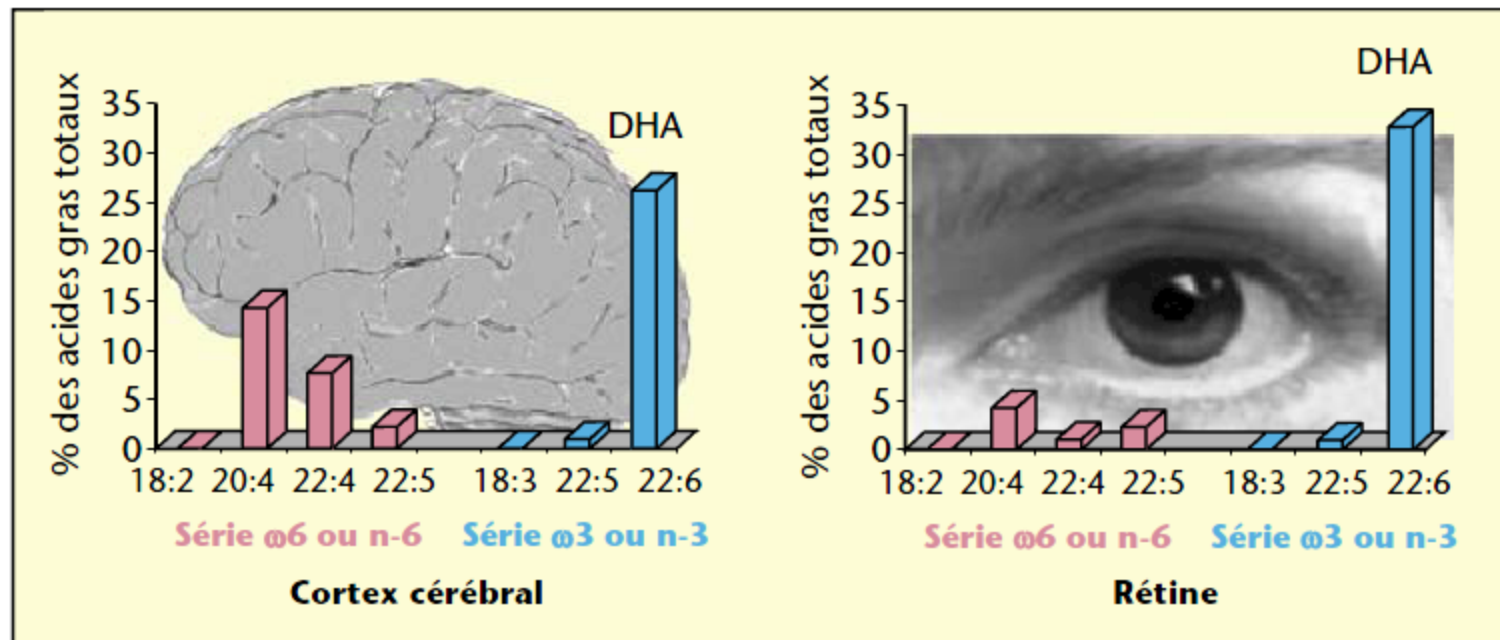 % des acides gras totaux
35
30
25
20
15
10
5
0
DHA
18:2 20:4 22:4 22:5 18:3 22:5 22:6
Série ω6 ou n-6 Série ω3 ou n-3
Cortex cérébral
% des acides gras totaux
35
30
25
20
15
10
5
0
DHA
18:2 20:4 22:4 22:5 18:3 22:5 22:6
Série ω6 ou n-6 Série ω3 ou n-3
Rétine